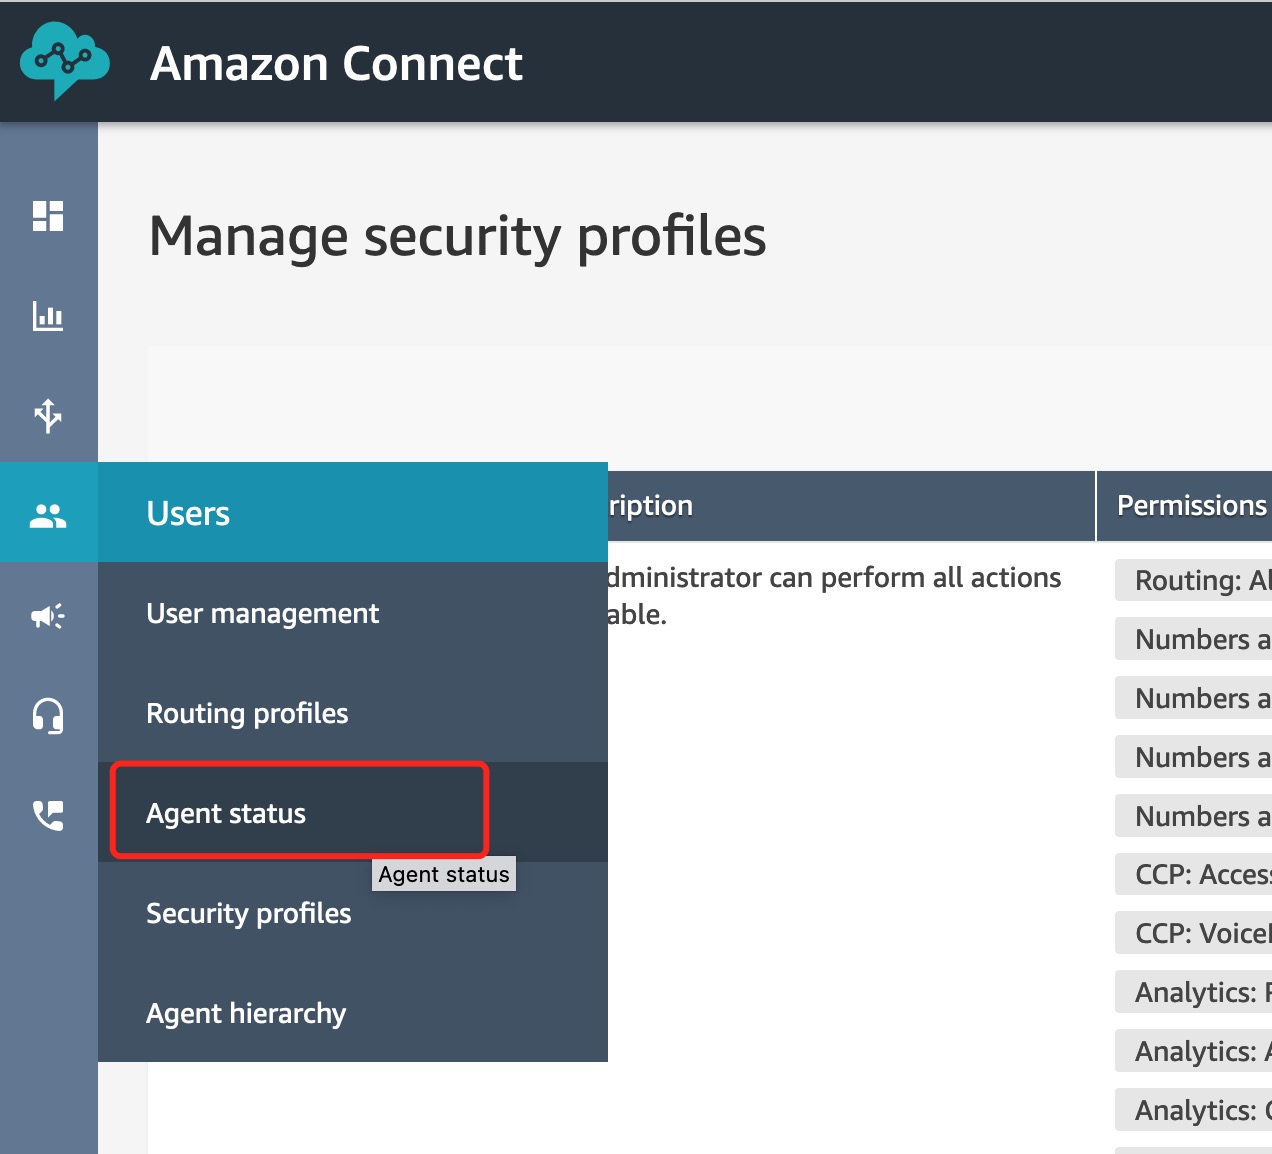 Amazon Connect
Manage security profiles
Users
User management
Routing profiles
Agent status
Agent status
Security profiles
Agent hierarchy
ription
dministrator can perform all actions
able.
Permissions
Routing: Al
Numbers a
Numbers a
Numbers a
Numbers a
CCP: Access
CCP: Voice
Analytics:
Analytics:
Analytics: